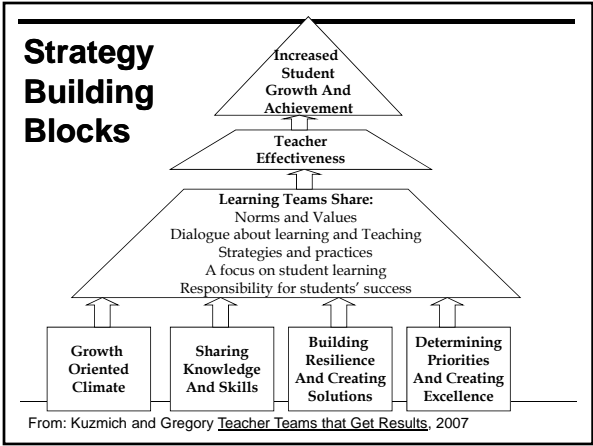 Strategy
Building
Blocks
Increased
Student
Growth And
Achievement
Teacher
Effectiveness
Learning Teams Share:
Norms and Values
Dialogue about learning and Teaching
Strategies and practices
A focus on student learning
Responsibility for students’ success
Growth
Oriented
Climate
Sharing
Knowledge
And Skills
Building
Resilience
And Creating
Solutions
Determining
Priorities
And Creating
Excellence
From: Kuzmich and Gregory Teacher Teams that Get Results, 2007